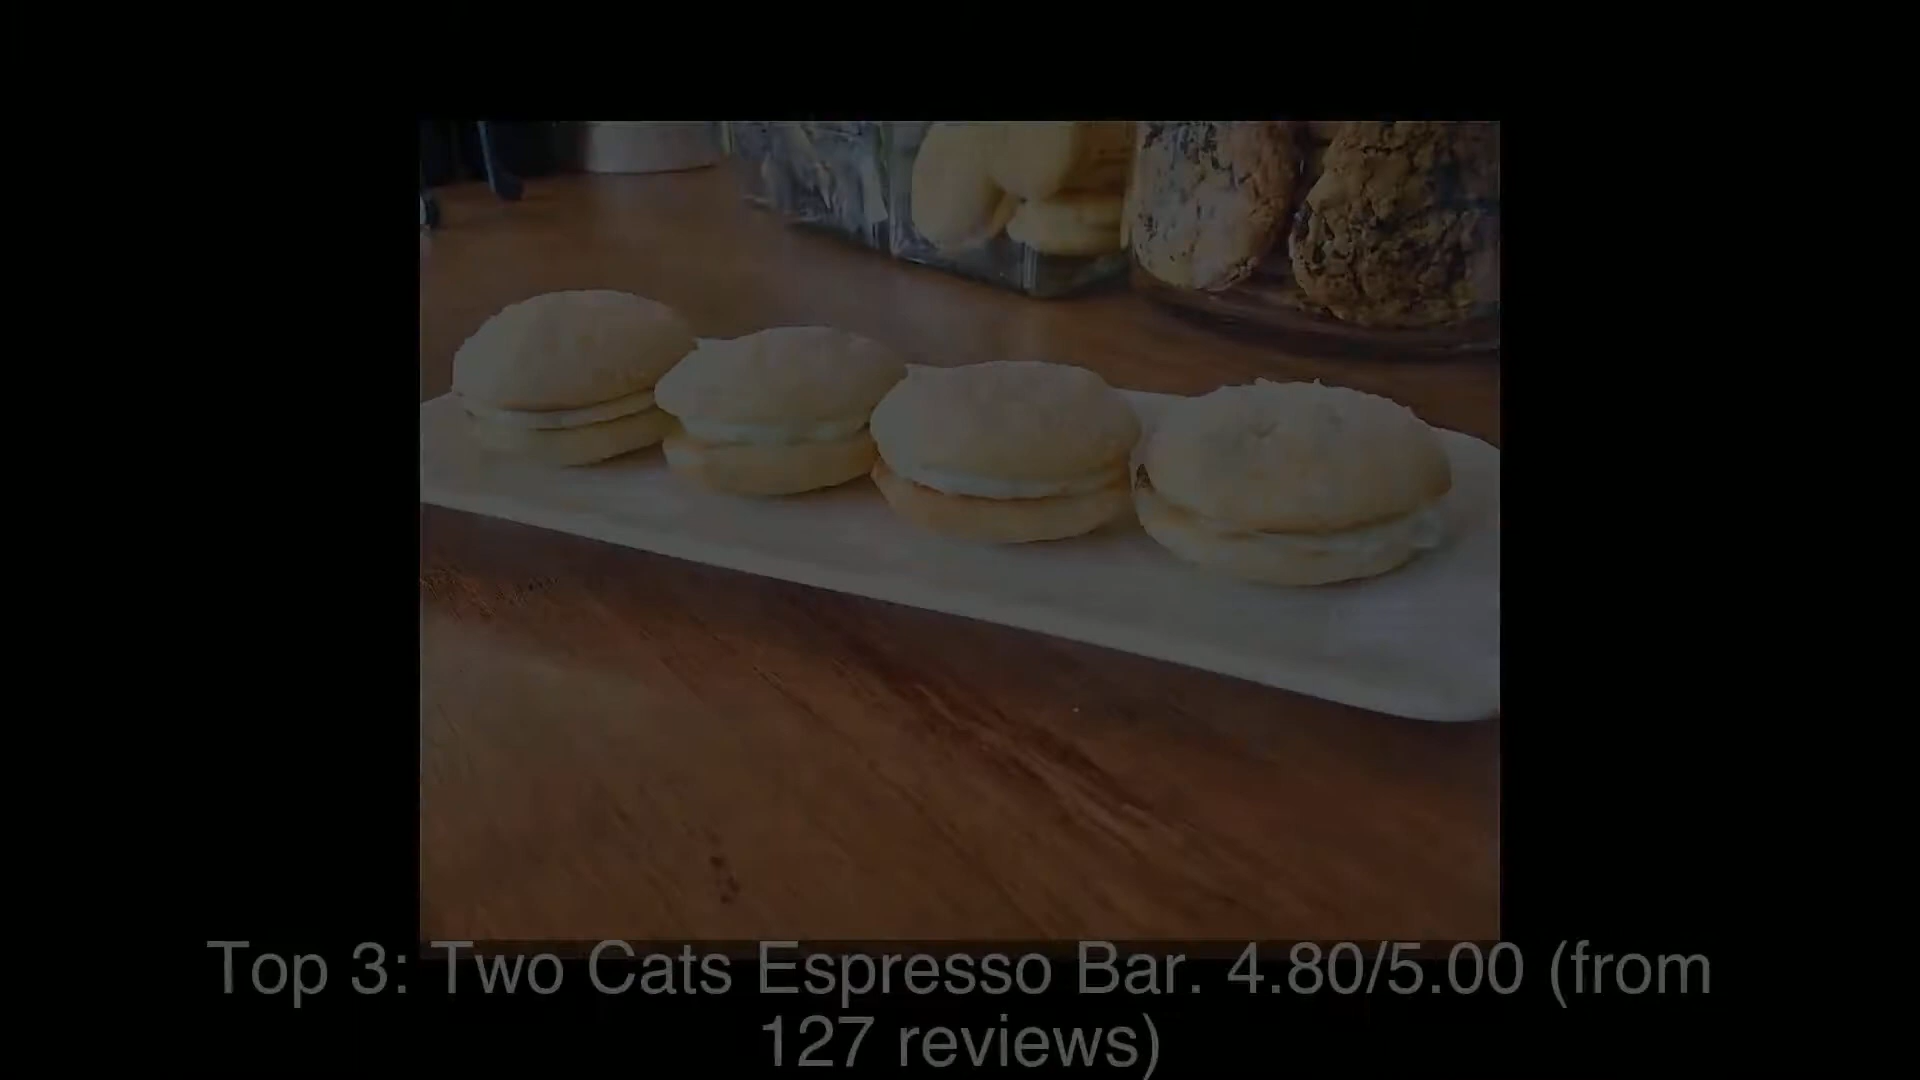 Top 3: Two Cats Espresso Bar. 4.80/5.00 (from
127 reviews)